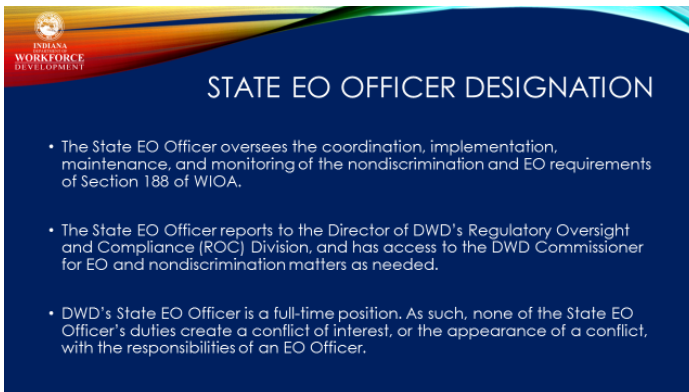 INDIANA
DEPARTMENT OF
WORKFORCE
DEVELOPMENT
STATE EO OFFICER DESIGNATION
• The State EO Officer oversees the coordination, implementation,
maintenance, and monitoring of the nondiscrimination and EO requirements
of Section 188 of WIOA.
• The State EO Officer reports to the Director of DWD's Regulatory Oversight
and Compliance (ROC) Division, and has access to the DWD Commissioner
for EO and nondiscrimination matters as needed.
• DWD's State EO Officer is a full-time position. As such, none of the State EO
Officer's duties create a conflict of interest, or the appearance of a conflict,
with the responsibilities of an EO Officer.